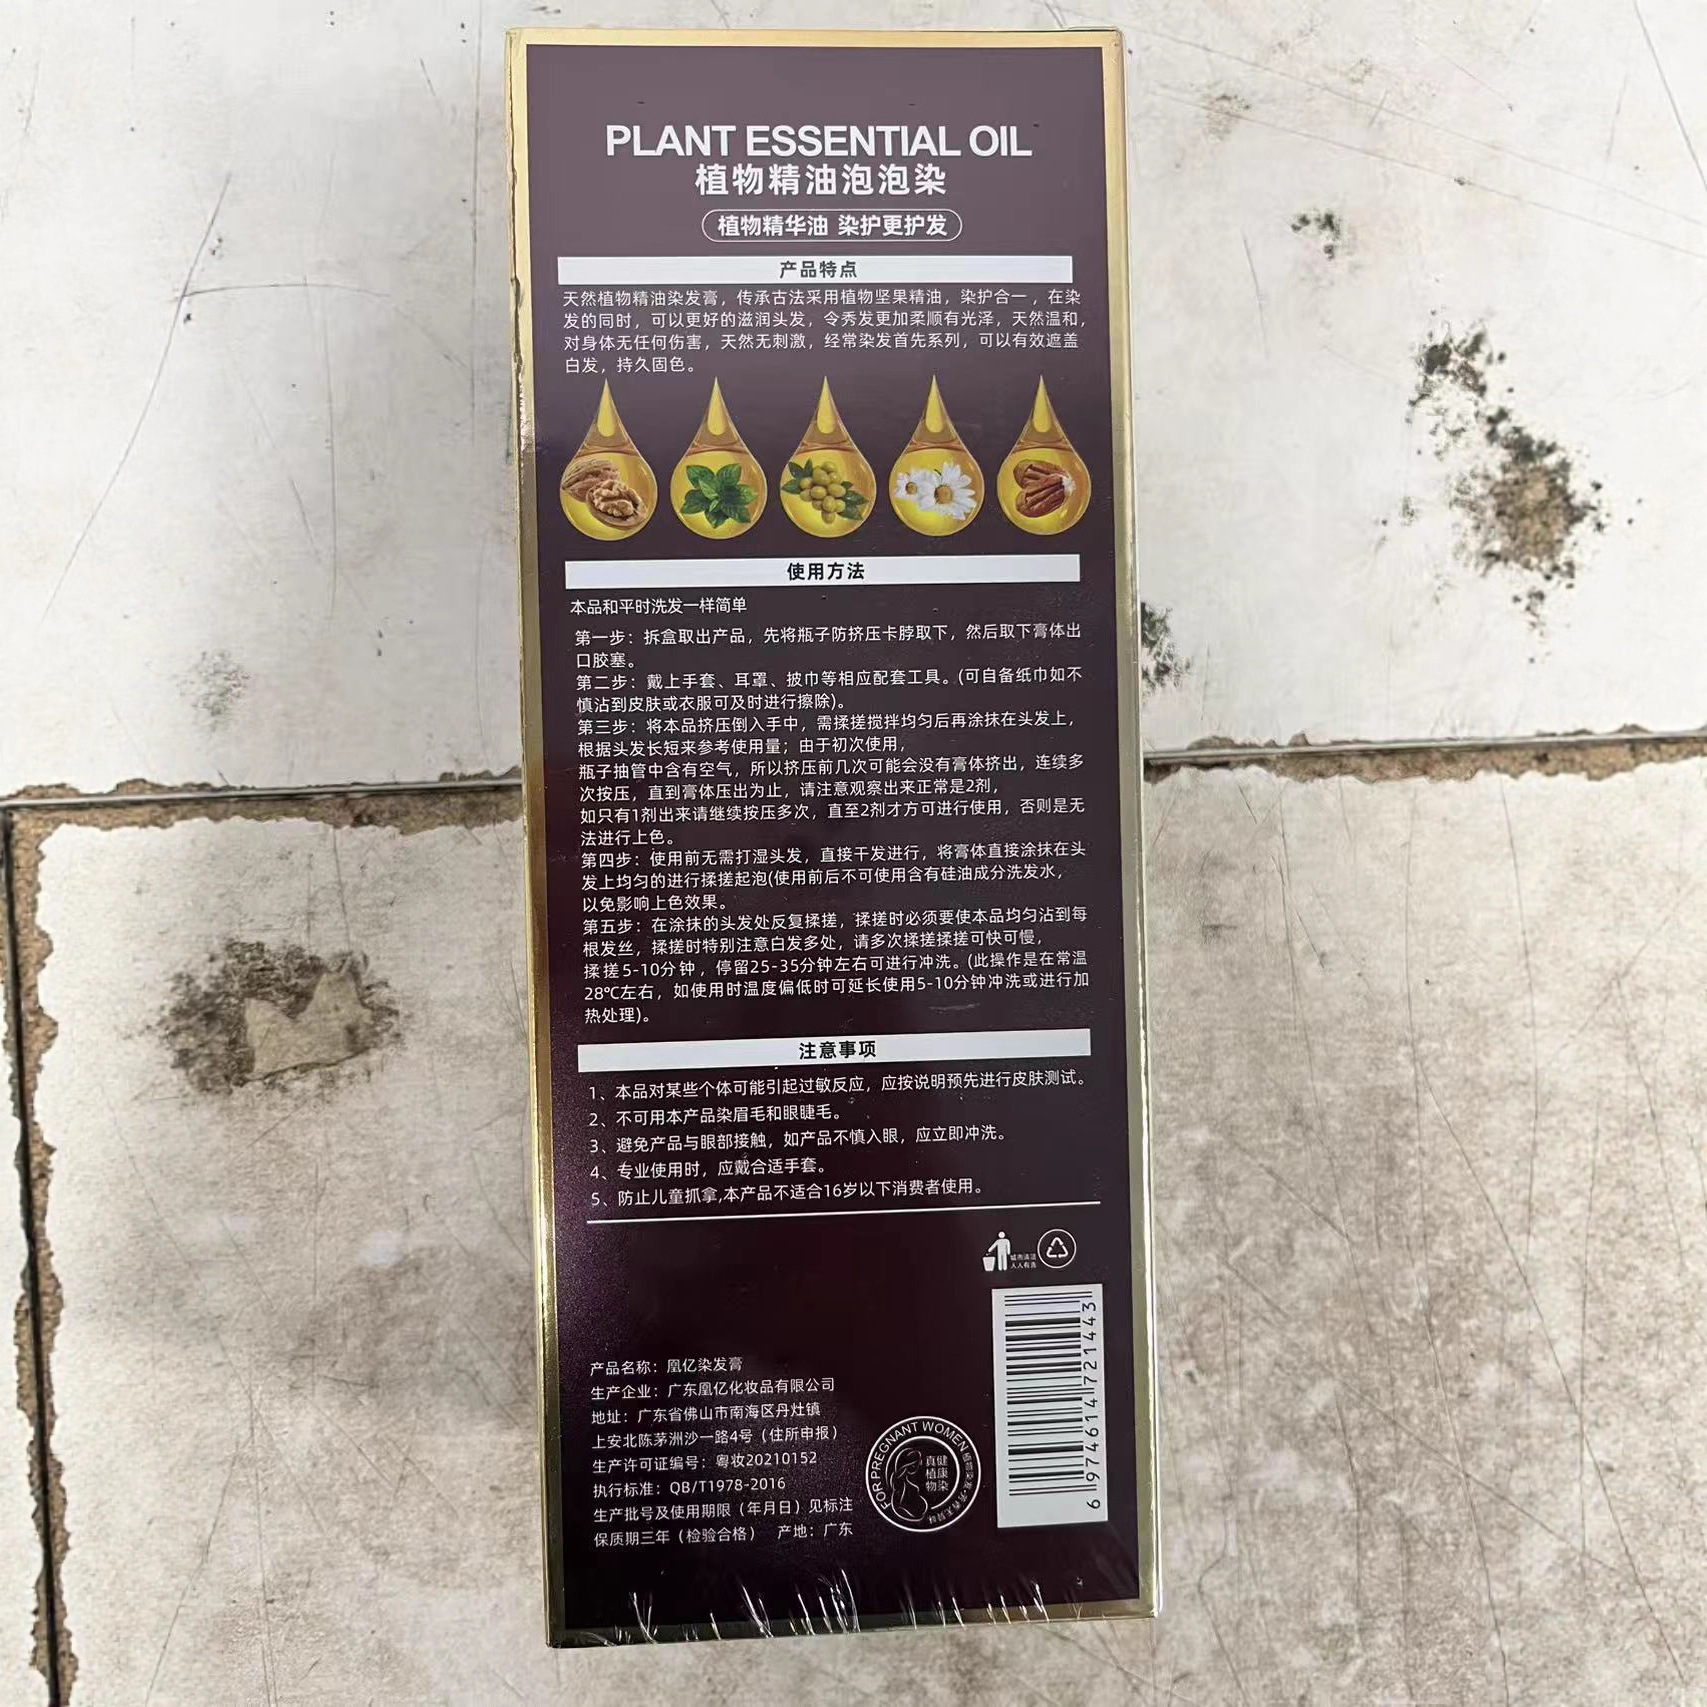 PLANT ESSENTIAL OIL
植物精油泡泡染
植物精华油 染护更护发
产品特点
天然植物精油染发膏，传承古法采用植物坚果精油，染护合一，在染
发的同时，可以更好的滋润头发，令秀发更加柔顺有光泽，天然温和，
对身体无任何伤害，天然无刺激，经常染发首先系列，可以有效遮盖
白发，持久固色。
使用方法
本品和平时洗发一样简单
第一步：拆盒取出产品，先将瓶子防挤压卡脖取下，然后取下膏体出
口胶塞。
第二步：戴上手套、耳罩、披巾等相应配套工具。(可自备纸巾如不
慎沾到皮肤或衣服可及时进行擦除)。
第三步：将本品挤压倒入手中，需揉搓搅拌均匀后再涂抹在头发上，
根据头发长短来参考使用量；由于初次使用，
瓶子抽管中含有空气，所以挤压前几次可能会没有膏体挤出，连续多
次按压，直到膏体压出为止，请注意观察出来正常是2剂，
如只有1剂出来请继续按压多次，直至2剂才方可进行使用，否则是无
法进行上色。
第四步：使用前无需打湿头发，直接干发进行，将膏体直接涂抹在头
发上均匀的进行揉搓起泡(使用前后不可使用含有硅油成分洗发水，
以免影响上色效果。
第五步：在涂抹的头发处反复揉搓，揉搓时必须要使本品均匀沾到每
根发丝，揉搓时特别注意白发多处，请多次揉搓揉搓可快可慢，
揉搓5-10分钟，停留25-35分钟左右可进行冲洗。(此操作是在常温
28℃左右，如使用时温度偏低时可延长使用5-10分钟冲洗或进行加
热处理)。
注意事项
1、本品对某些个体可能引起过敏反应，应按说明预先进行皮肤测试。
2、不可用本产品染眉毛和眼睫毛。
3、避免产品与眼部接触，如产品不慎入眼，应立即冲洗。
4、专业使用时，应戴合适手套。
5、防止儿童抓拿,本产品不适合16岁以下消费者使用。
城市清洁
人人有责
产品名称：凰亿染发膏
生产企业：广东凰亿化妆品有限公司
地址：广东省佛山市南海区丹灶镇
上安北陈茅洲沙一路4号（住所申报）
生产许可证编号：粤妆20210152
执行标准：QB/T1978-2016
生产批号及使用期限（年月日）见标注
保质期三年（检验合格） 产地：广东
FOR PREGNANT WOMEN
真健
植康
物染
6 974614 721443